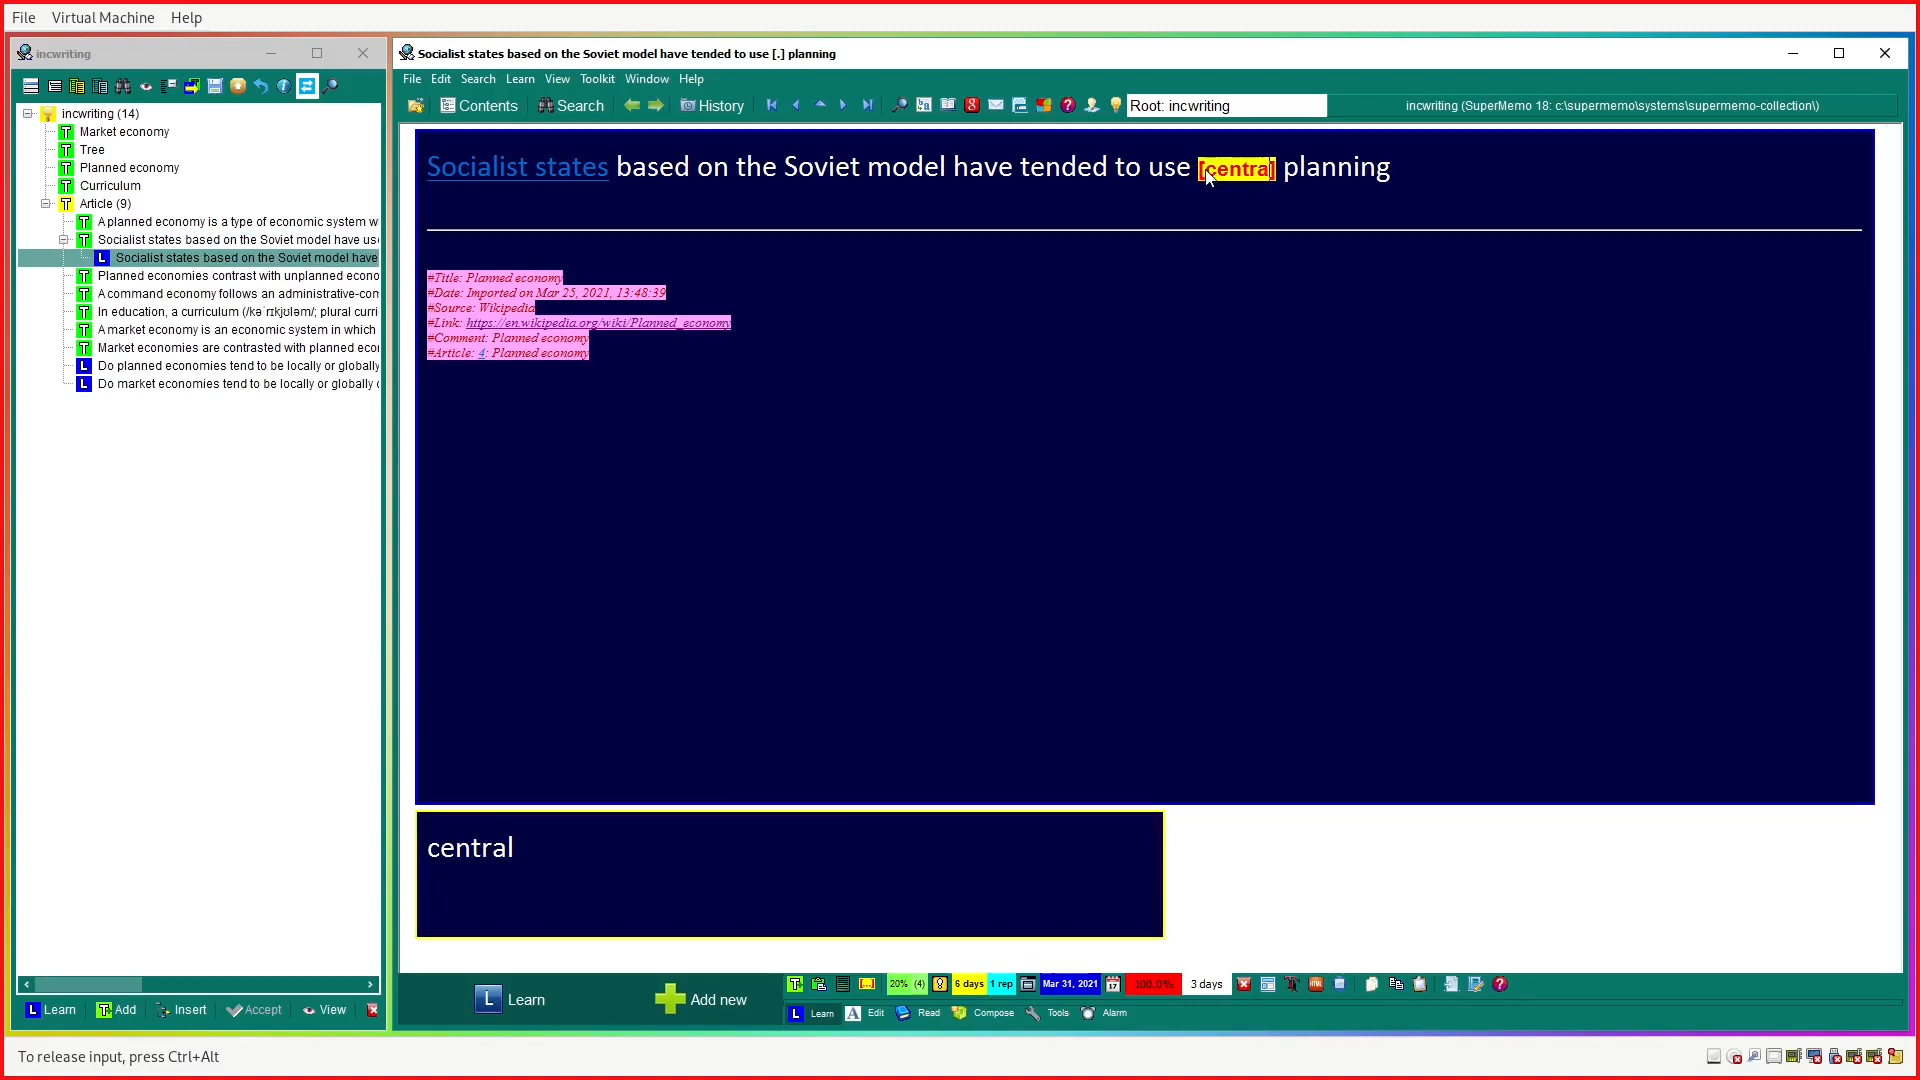 File Virtual Machine Help
incwriting
incwriting (14)
Market economy
Tree
Planned economy
Curriculum
Article (9)
A planned economy is a type of economic system w
Socialist states based on the Soviet model have us
Socialist states based on the Soviet model have
Planned economies contrast with unplanned econo
A command economy follows an administrative-com
In education, a curriculum (/kəˈrɪkjʊləm/; plural curri
A market economy is an economic system in which
Market economies are contrasted with planned eco
Do planned economies tend to be locally or globally
Do market economies tend to be locally or globally
Learn Add Insert Accept View
Socialist states based on the Soviet model have tended to use [.] planning
File Edit Search Learn View Toolkit Window Help
Contents Search History Root: incwriting incwriting (SuperMemo 18: c:\supermemo\systems\supermemo-collection\)
Socialist states based on the Soviet model have tended to use [centra] planning
#Title: Planned economy
#Date: Imported on Mar 25, 2021, 13:48:39
#Source: Wikipedia
#Link: https://en.wikipedia.org/wiki/Planned_economy
#Comment: Planned economy
#Article: 4: Planned economy
central
Learn Add new
20% (4) 6 days 1 rep Mar 31, 2021 17 100.0% 3 days
Learn Edit Read Compose Tools Alarm
To release input, press Ctrl+Alt